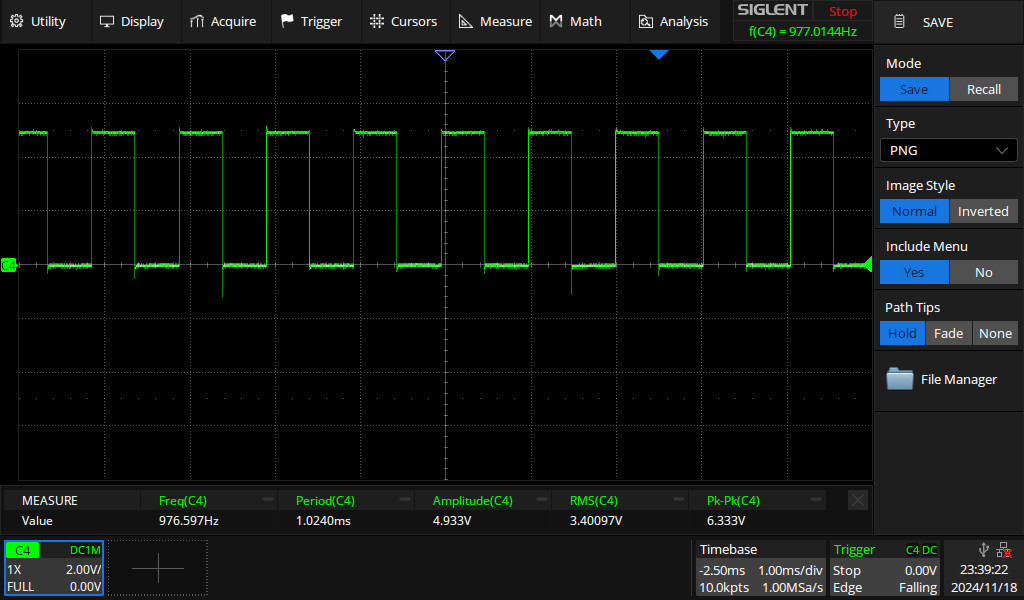 Utility Display Acquire Trigger Cursors Measure Math Analysis SIGLENT Stop SAVE
f(C4) = 977.0144Hz
Mode
Save Recall
Type
PNG
Image Style
Normal Inverted
Include Menu
Yes No
Path Tips
Hold Fade None
File Manager
C4
MEASURE Freq(C4) Period(C4) Amplitude(C4) RMS(C4) Pk-Pk(C4)
Value 976.597Hz 1.0240ms 4.933V 3.40097V 6.333V
C4 DC1M
1X 2.00V/
FULL 0.00V
Timebase
-2.50ms 1.00ms/div
10.0kpts 1.00MSa/s
Trigger C4 DC
Stop 0.00V
Edge Falling
23:39:22
2024/11/18